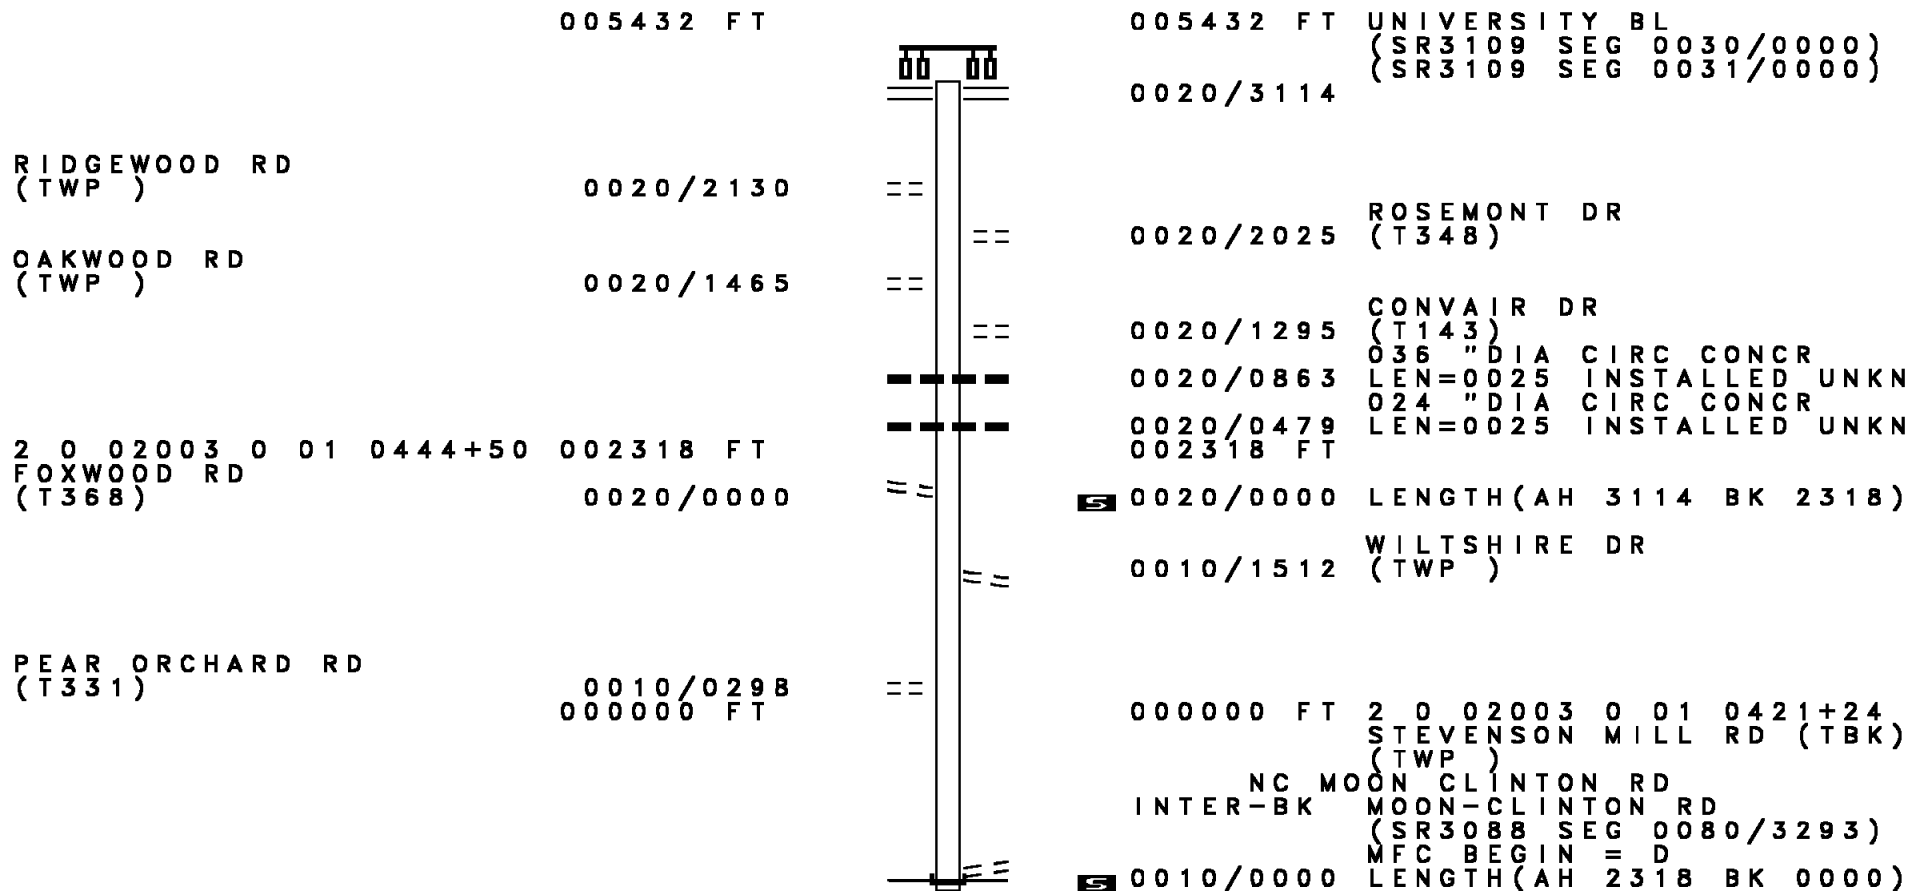 005432 FT 005432 FT UNIVERSITY BL
(SR3109 SEG 0030/0000)
(SR3109 SEG 0031/0000)
0020/3114
RIDGEWOOD RD
(TWP ) 0020/2130
ROSEMONT DR
0020/2025 (T348)
OAKWOOD RD
(TWP ) 0020/1465
CONVAIR DR
0020/1295 (T143)
036 "DIA CIRC CONCR
0020/0863 LEN=0025 INSTALLED UNKN
024 "DIA CIRC CONCR
0020/0479 LEN=0025 INSTALLED UNKN
2 0 02003 0 01 0444+50 002318 FT 002318 FT
FOXWOOD RD
(T368) 0020/0000 S 0020/0000 LENGTH(AH 3114 BK 2318)
WILTSHIRE DR
0010/1512 (TWP )
PEAR ORCHARD RD
(T331) 0010/0298
000000 FT 000000 FT 2 0 02003 0 01 0421+24
STEVENSON MILL RD (TBK)
(TWP )
NC MOON CLINTON RD
INTER-BK MOON-CLINTON RD
(SR3088 SEG 0080/3293)
MFC BEGIN = D
S 0010/0000 LENGTH(AH 2318 BK 0000)